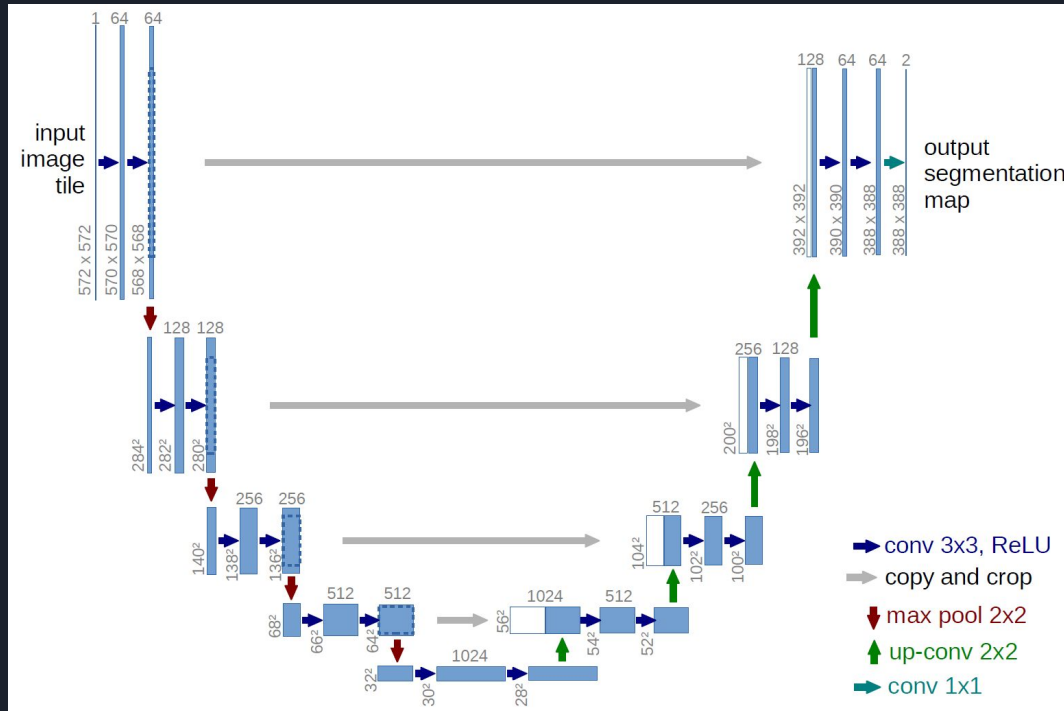 1 64 64
128 64 64 2
input
image
tile
output
segmentation
map
572 x 572
570 x 570
568 x 568
392 x 392
390 x 390
388 x 388
388 x 388
128 128
256 128
284²
282²
280²
200²
198²
196²
256 256
512 256
140²
138²
136²
104²
102²
100²
512 512
1024 512
68²
66²
64²
56²
54²
52²
1024
32²
30²
28²
conv 3x3, ReLU
copy and crop
max pool 2x2
up-conv 2x2
conv 1x1